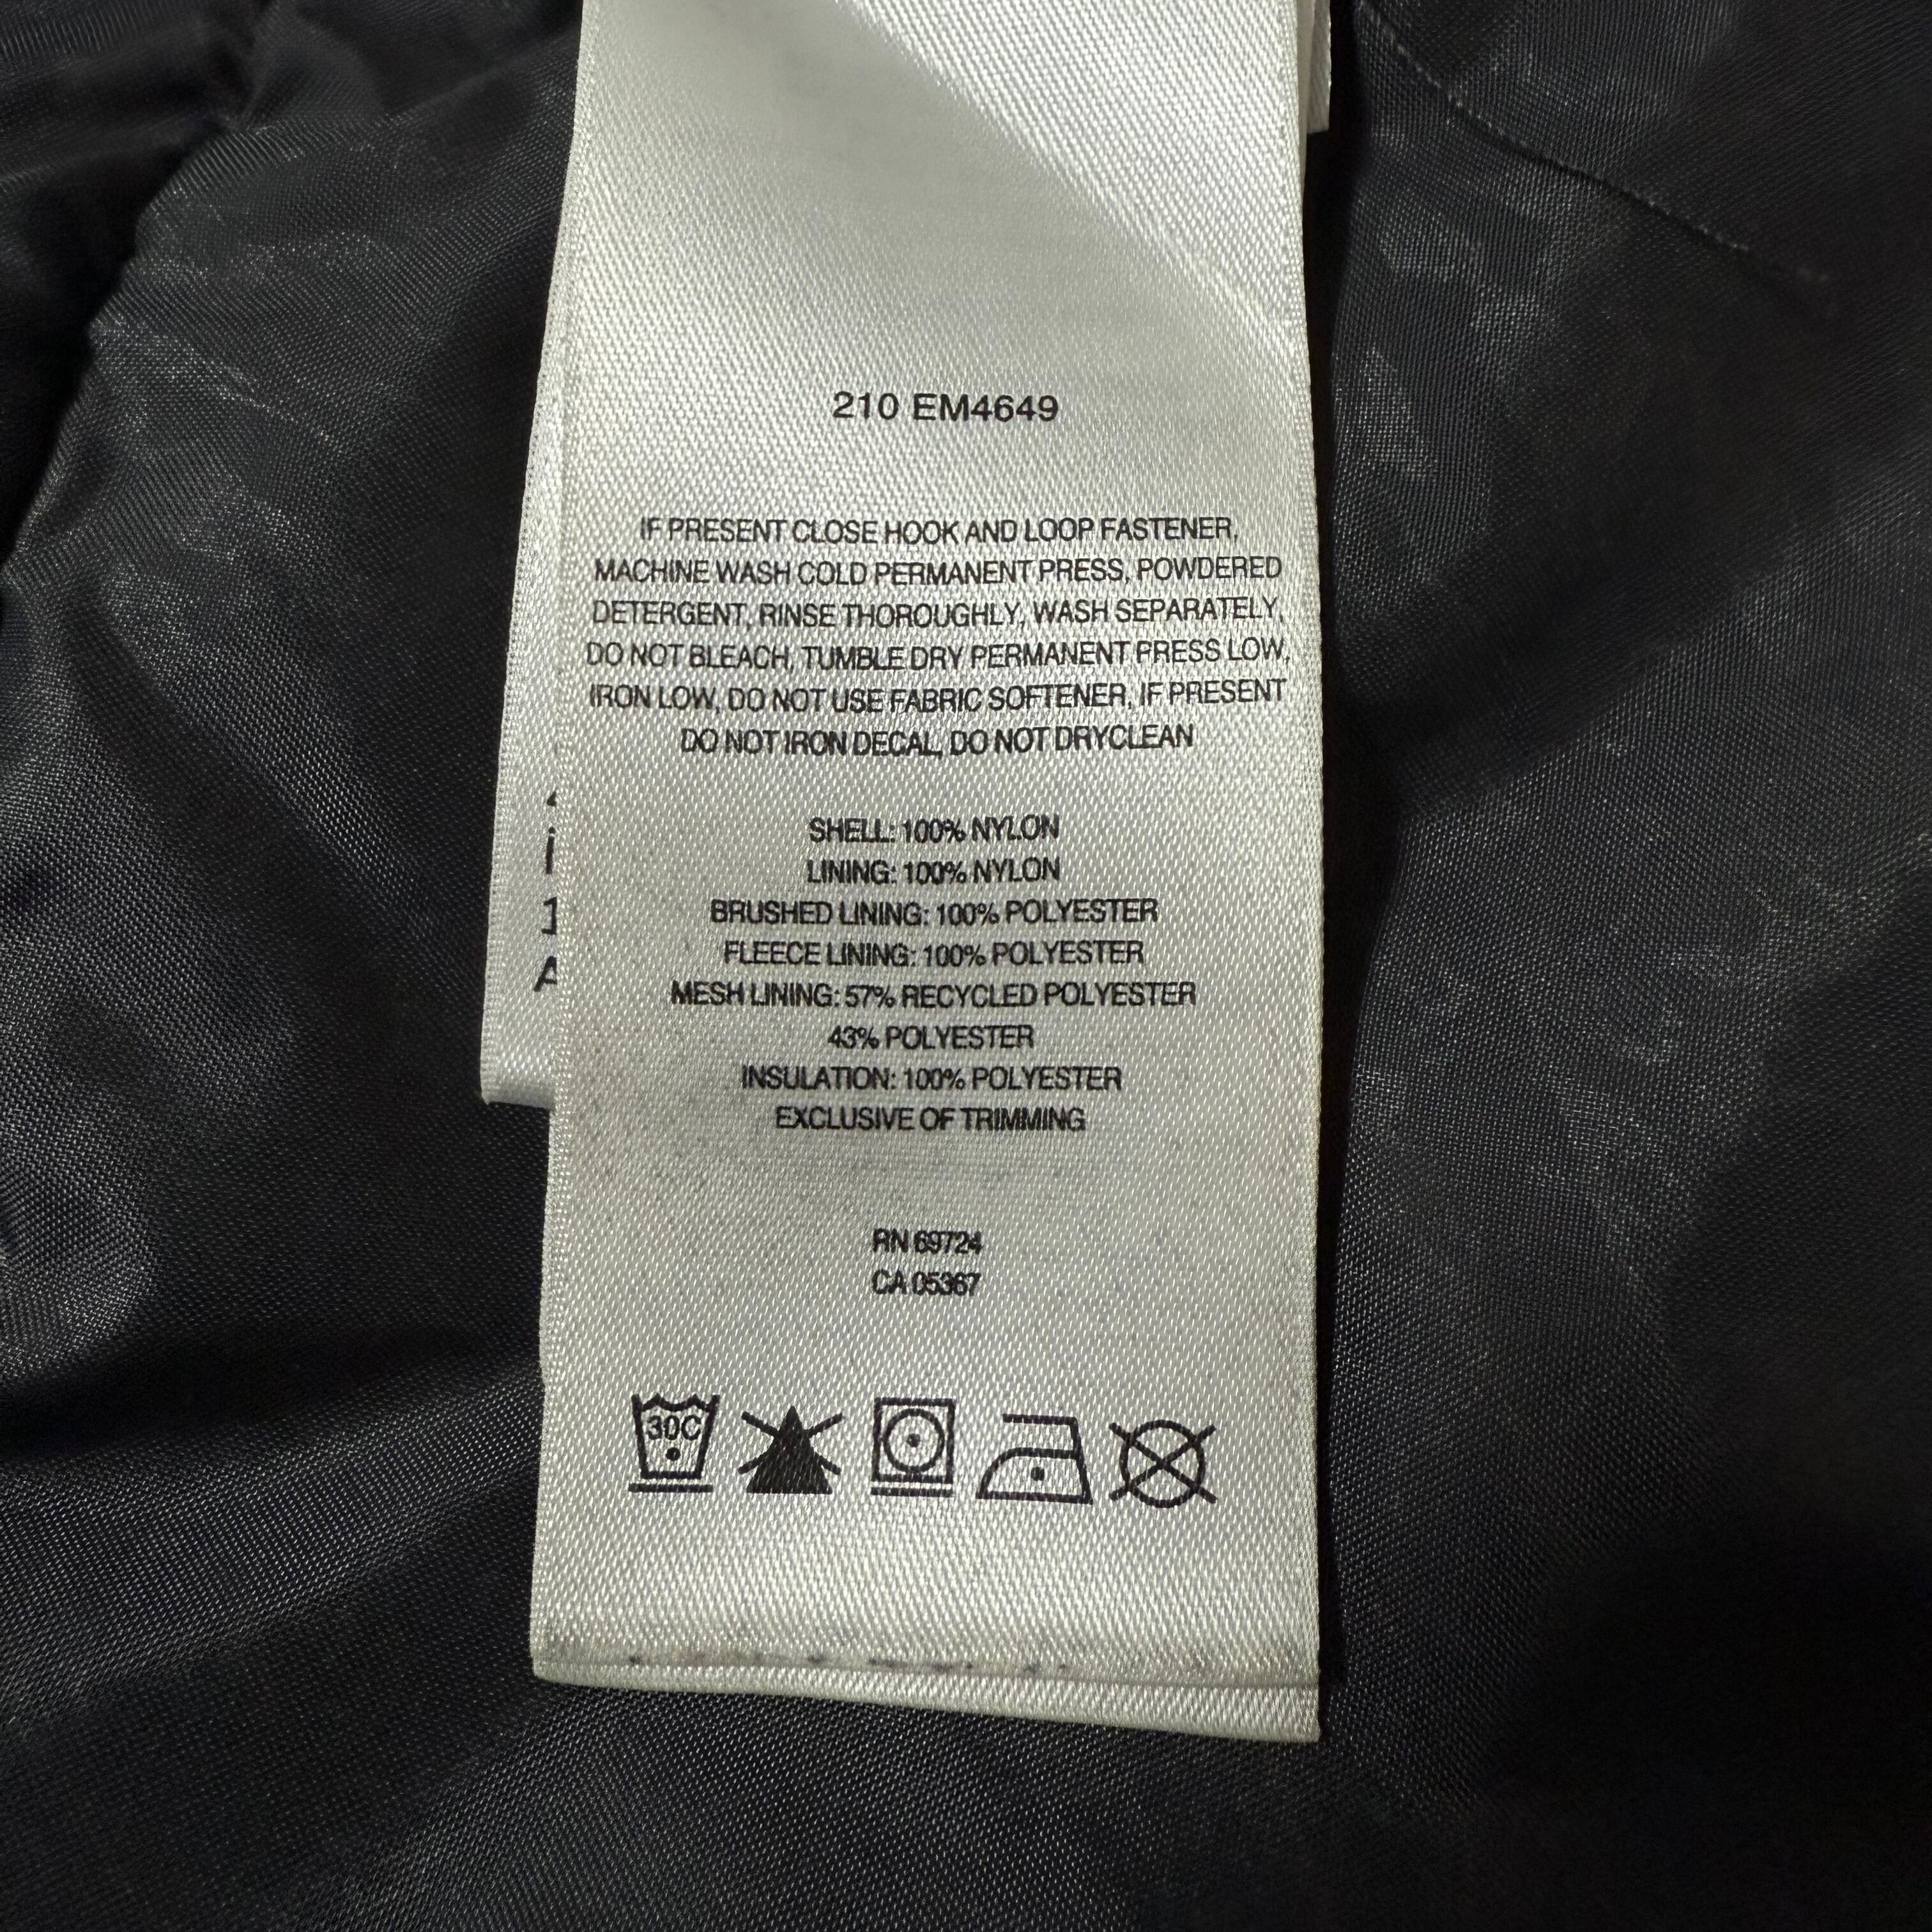 210 EM4649
IF PRESENT CLOSE HOOK AND LOOP FASTENER,
MACHINE WASH COLD PERMANENT PRESS, POWDERED
DETERGENT, RINSE THOROUGHLY, WASH SEPARATELY,
DO NOT BLEACH, TUMBLE DRY PERMANENT PRESS LOW,
IRON LOW, DO NOT USE FABRIC SOFTENER, IF PRESENT
DO NOT IRON DECAL, DO NOT DRYCLEAN
SHELL: 100% NYLON
LINING: 100% NYLON
BRUSHED LINING: 100% POLYESTER
FLEECE LINING: 100% POLYESTER
MESH LINING: 57% RECYCLED POLYESTER
43% POLYESTER
INSULATION: 100% POLYESTER
EXCLUSIVE OF TRIMMING
RN 69724
CA 05367
30C